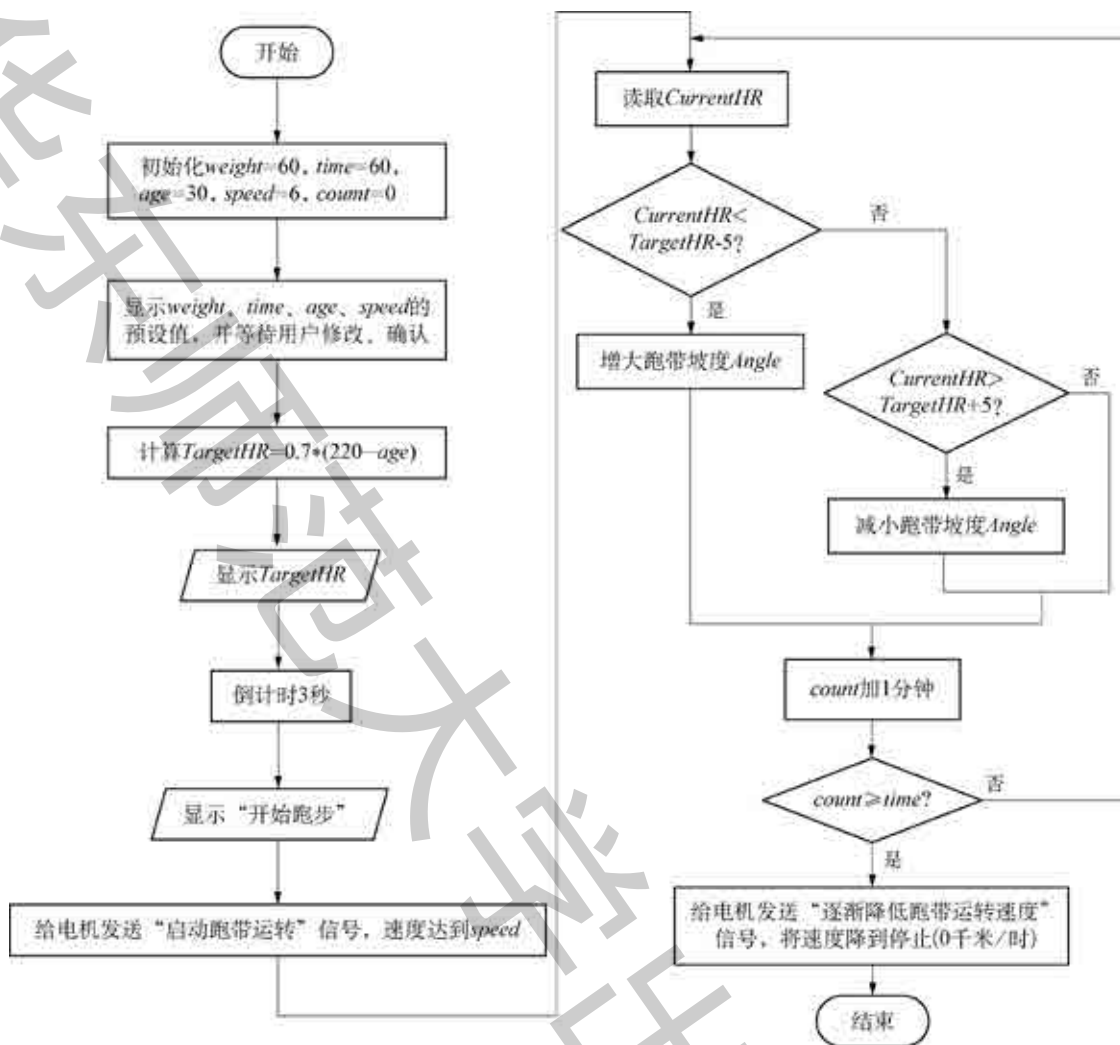 开始
初始化weight=60，time=60，
age=30，speed=6，count=0
显示weight、time、age、speed的
预设值，并等待用户修改、确认
计算TargetHR=0.7*(220-age)
显示TargetHR
倒计时3秒
显示“开始跑步”
给电机发送“启动跑带运转”信号，速度达到speed
读取CurrentHR
CurrentHR<
TargetHR-5?
否
是
增大跑带坡度Angle
CurrentHR>
TargetHR+5?
否
是
减小跑带坡度Angle
count加1分钟
count≥time?
否
是
给电机发送“逐渐降低跑带运转速度”
信号，将速度降到停止(0千米/时)
结束
华东师范大学出